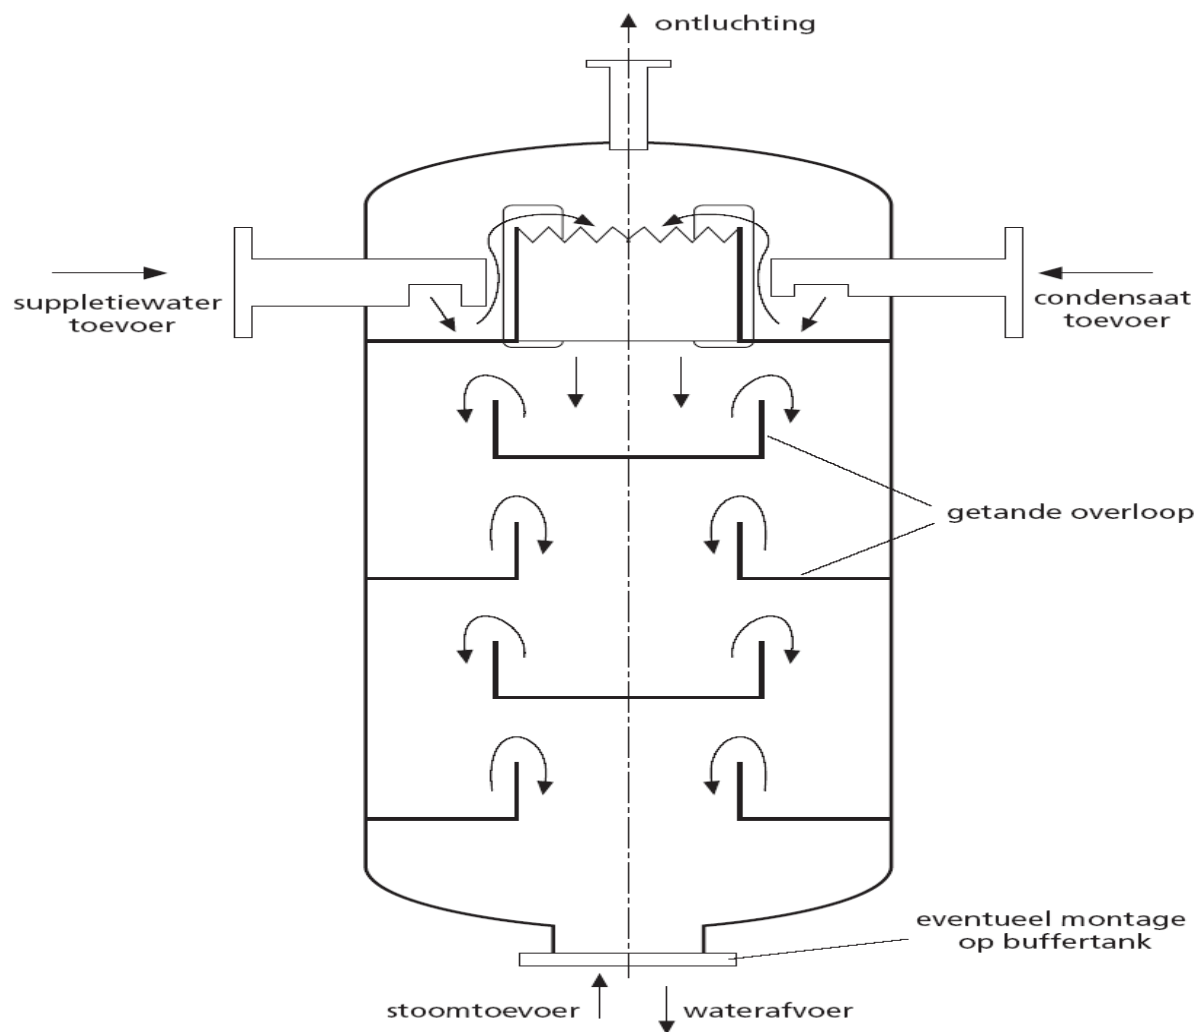 ontluchting
suppletiewater
toevoer
condensaat
toevoer
getande overloop
eventueel montage
op buffertank
stoomtoevoer
waterafvoer